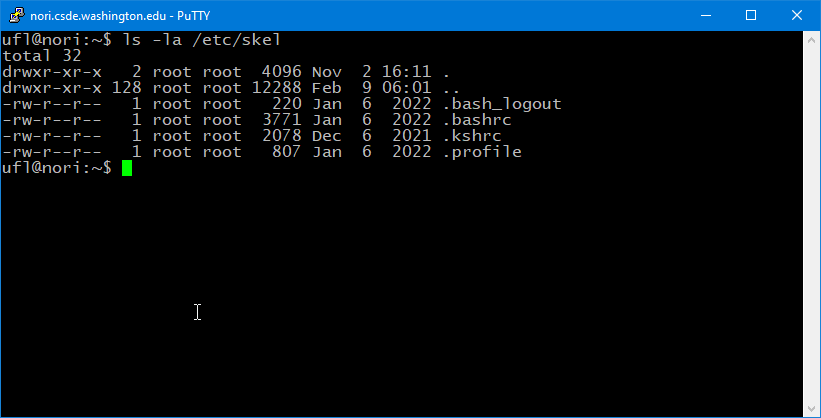 nori.csde.washington.edu - PuTTY
ufl@nori:~$ ls -la /etc/skel
total 32
drwxr-xr-x   2 root root  4096 Nov  2 16:11 .
drwxr-xr-x 128 root root 12288 Feb  9 06:01 ..
-rw-r--r--   1 root root   220 Jan  6  2022 .bash_logout
-rw-r--r--   1 root root  3771 Jan  6  2022 .bashrc
-rw-r--r--   1 root root  2078 Dec  6  2021 .kshrc
-rw-r--r--   1 root root   807 Jan  6  2022 .profile
ufl@nori:~$